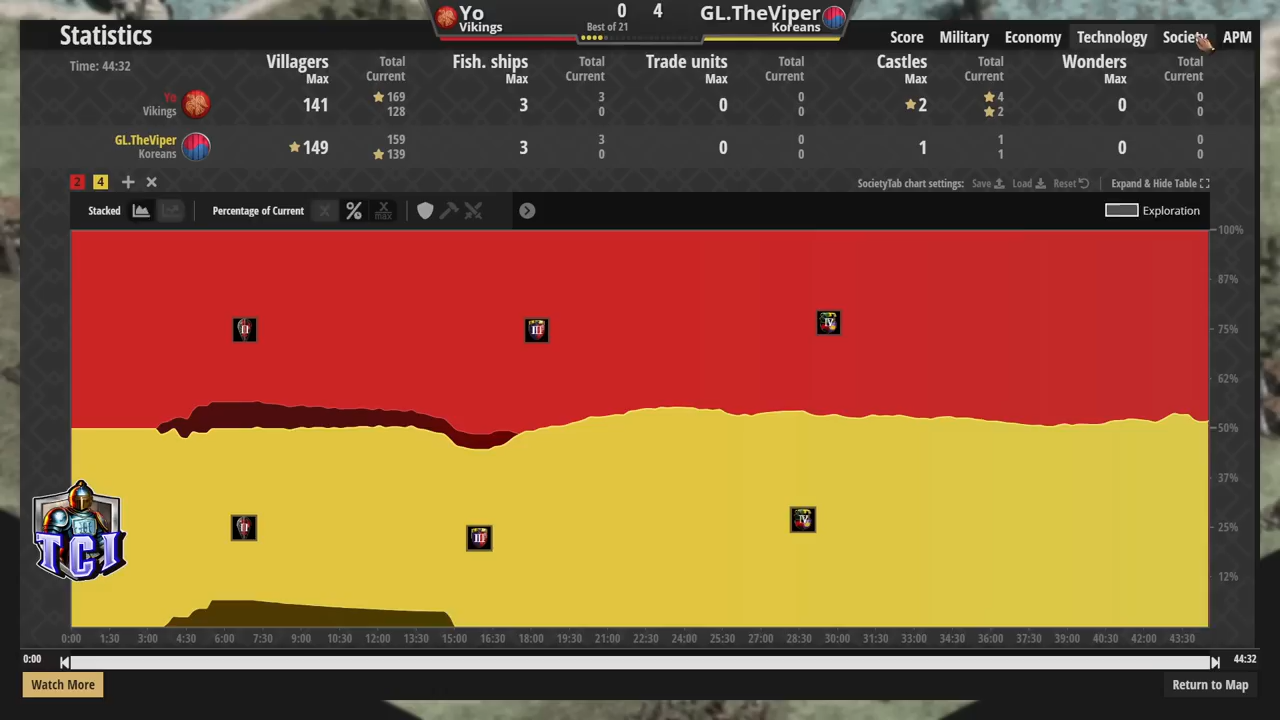 Yo 0 4 GL.TheViper
Vikings Best of 21 Koreans
Statistics
Score Military Economy Technology Society APM
Time: 44:32
Villagers Total Fish. ships Total Trade units Total Castles Total Wonders Total
Max Current Max Current Max Current Max Current Max Current
Yo 141 169 3 3 0 0 2 4 0 0
Vikings 128 0 0 2 0
GL.TheViper 149 159 3 3 0 0 1 1 0 0
Koreans 139 0 0 1 0
2 4 SocietyTab chart settings: Save Load Reset Expand & Hide Table
Stacked Percentage of Current X % X max Exploration
100%
87%
75%
62%
50%
37%
25%
12%
II III IV
II III IV
TCI
0:00 1:30 3:00 4:30 6:00 7:30 9:00 10:30 12:00 13:30 15:00 16:30 18:00 19:30 21:00 22:30 24:00 25:30 27:00 28:30 30:00 31:30 33:00 34:30 36:00 37:30 39:00 40:30 42:00 43:30
0:00 44:32
Watch More Return to Map